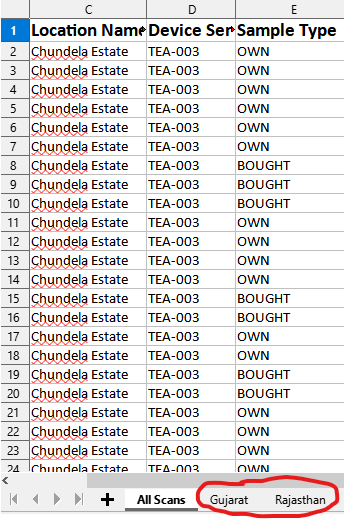 C D E
1 Location Name Device Ser Sample Type
2 Chundela Estate TEA-003 OWN
3 Chundela Estate TEA-003 OWN
4 Chundela Estate TEA-003 OWN
5 Chundela Estate TEA-003 OWN
6 Chundela Estate TEA-003 OWN
7 Chundela Estate TEA-003 OWN
8 Chundela Estate TEA-003 BOUGHT
9 Chundela Estate TEA-003 BOUGHT
10 Chundela Estate TEA-003 BOUGHT
11 Chundela Estate TEA-003 OWN
12 Chundela Estate TEA-003 OWN
13 Chundela Estate TEA-003 OWN
14 Chundela Estate TEA-003 OWN
15 Chundela Estate TEA-003 BOUGHT
16 Chundela Estate TEA-003 BOUGHT
17 Chundela Estate TEA-003 OWN
18 Chundela Estate TEA-003 OWN
19 Chundela Estate TEA-003 BOUGHT
20 Chundela Estate TEA-003 BOUGHT
21 Chundela Estate TEA-003 OWN
22 Chundela Estate TEA-003 OWN
23 Chundela Estate TEA-003 OWN
24 Chundela Estate TEA-003 OWN
All Scans Gujarat Rajasthan